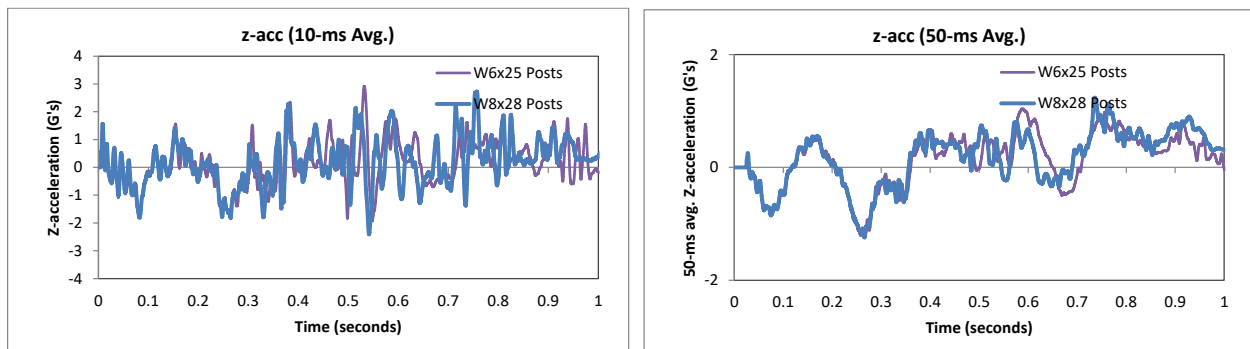 z-acc (10-ms Avg.)
Z-acceleration (G's)
4
3
2
1
0
-1
-2
-3
-4
W6x25 Posts
W8x28 Posts
0 0.1 0.2 0.3 0.4 0.5 0.6 0.7 0.8 0.9 1
Time (seconds)
z-acc (50-ms Avg.)
50-ms avg. Z-acceleration (G's)
2
0
-2
W6x25 Posts
W8x28 Posts
0 0.1 0.2 0.3 0.4 0.5 0.6 0.7 0.8 0.9 1
Time (seconds)